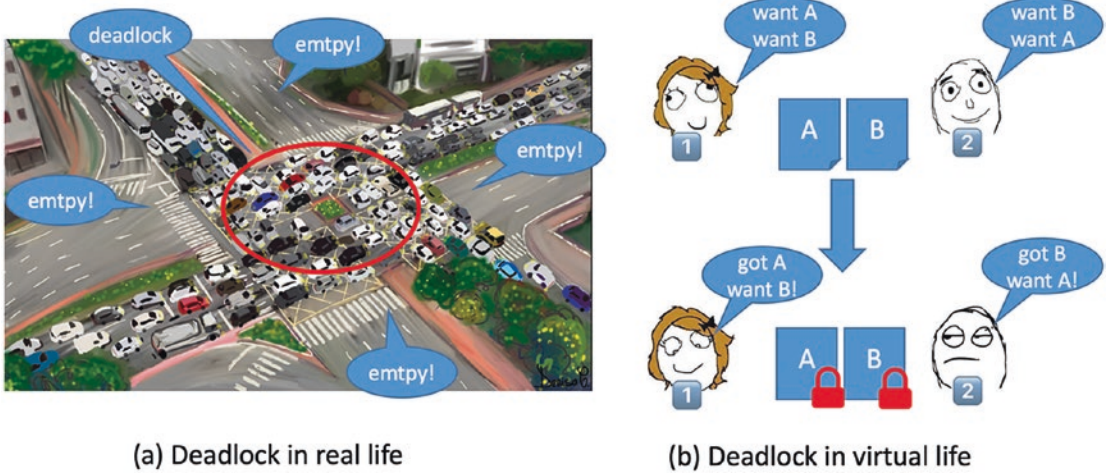 deadlock
emtpy!
emtpy!
emtpy!
emtpy!
(a) Deadlock in real life
want A
want B
want B
want A
A
B
1
2
got A
want B!
got B
want A!
A
B
1
2
(b) Deadlock in virtual life